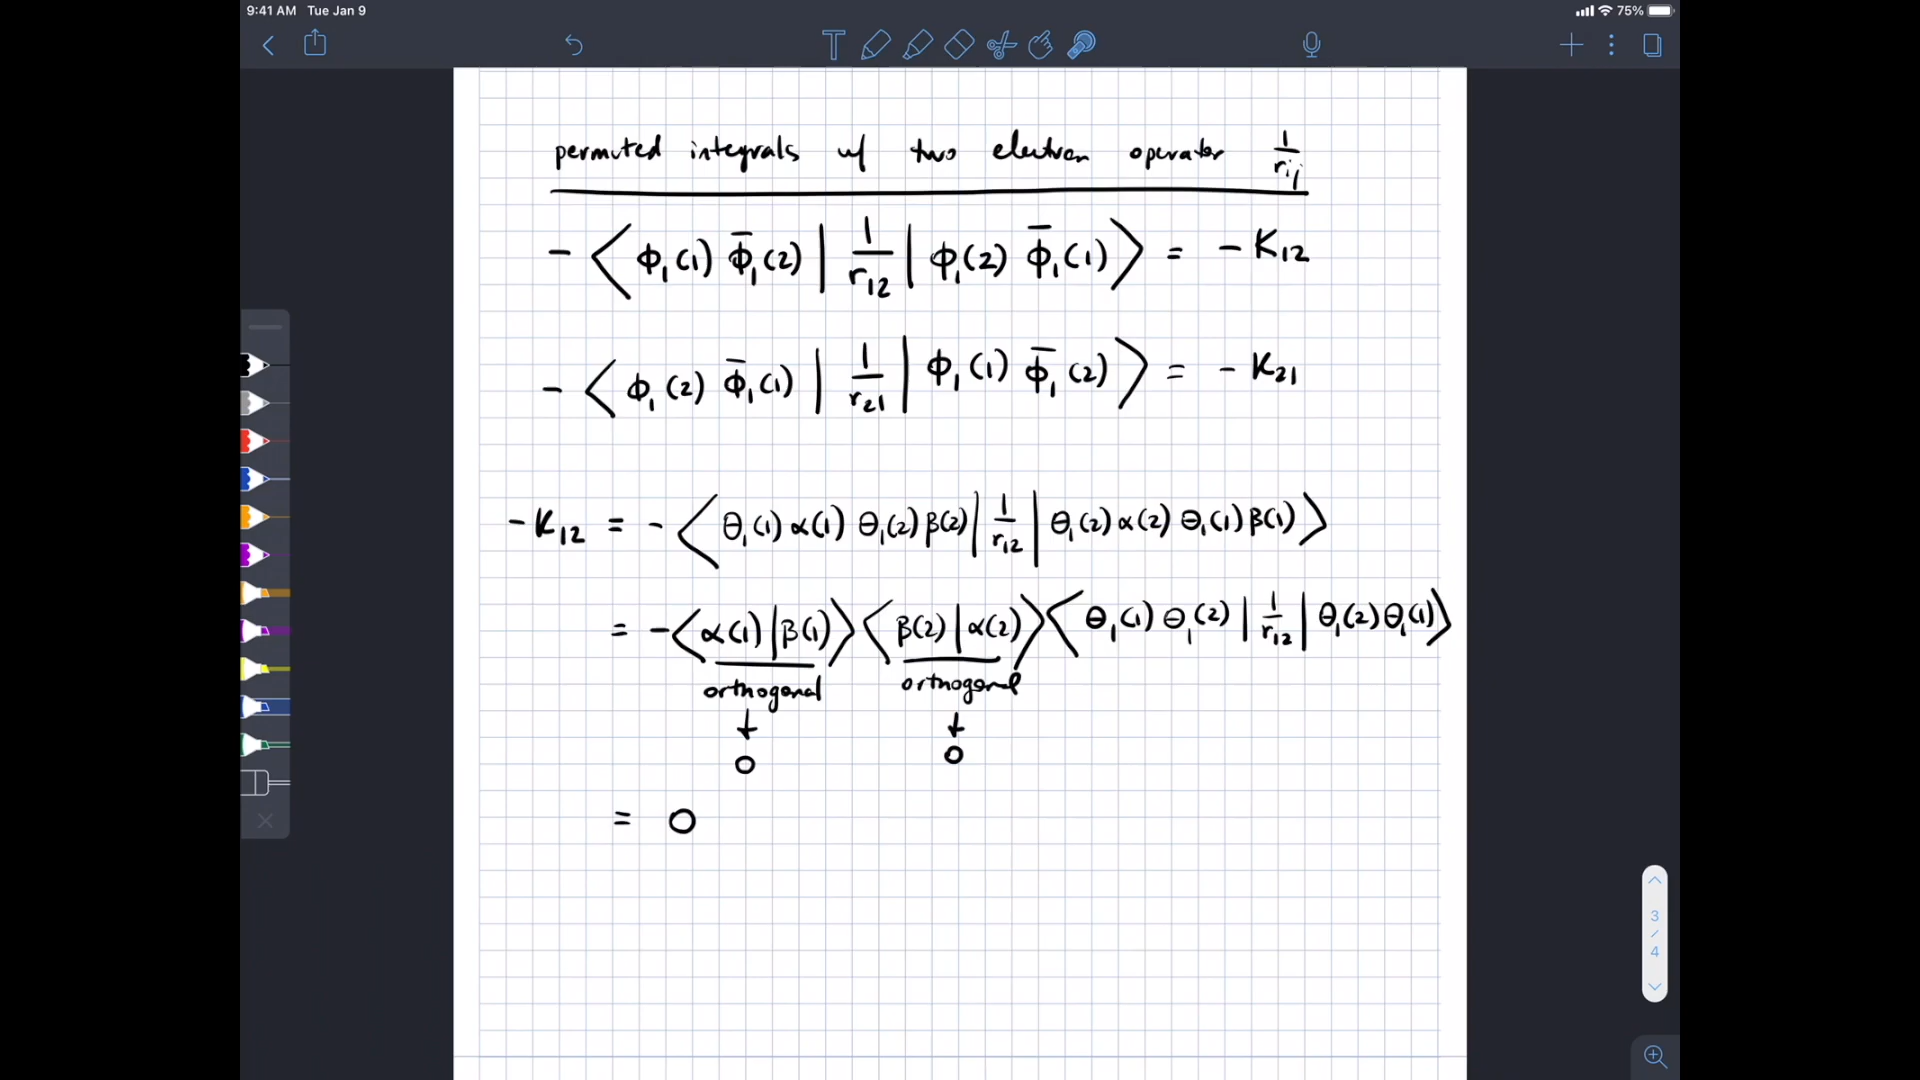 9:41 AM Tue Jan 9
75%
T
permuted integrals w/ two electron operator 1/rij
- ⟨ϕ₁(1) ϕ̄₁(2) | 1/r₁₂ | ϕ₁(2) ϕ̄₁(1)⟩ = - K₁₂
- ⟨ϕ₁(2) ϕ̄₁(1) | 1/r₂₁ | ϕ₁(1) ϕ̄₁(2)⟩ = - K₂₁
- K₁₂ = - ⟨θ₁(1) α(1) θ₁(2) β(2) | 1/r₁₂ | θ₁(2) α(2) θ₁(1) β(1)⟩
= - ⟨α(1) | β(1)⟩ ⟨β(2) | α(2)⟩ ⟨θ₁(1) θ₁(2) | 1/r₁₂ | θ₁(2) θ₁(1)⟩
orthogonal orthogonal
↓ ↓
0 0
= 0
3
/
4